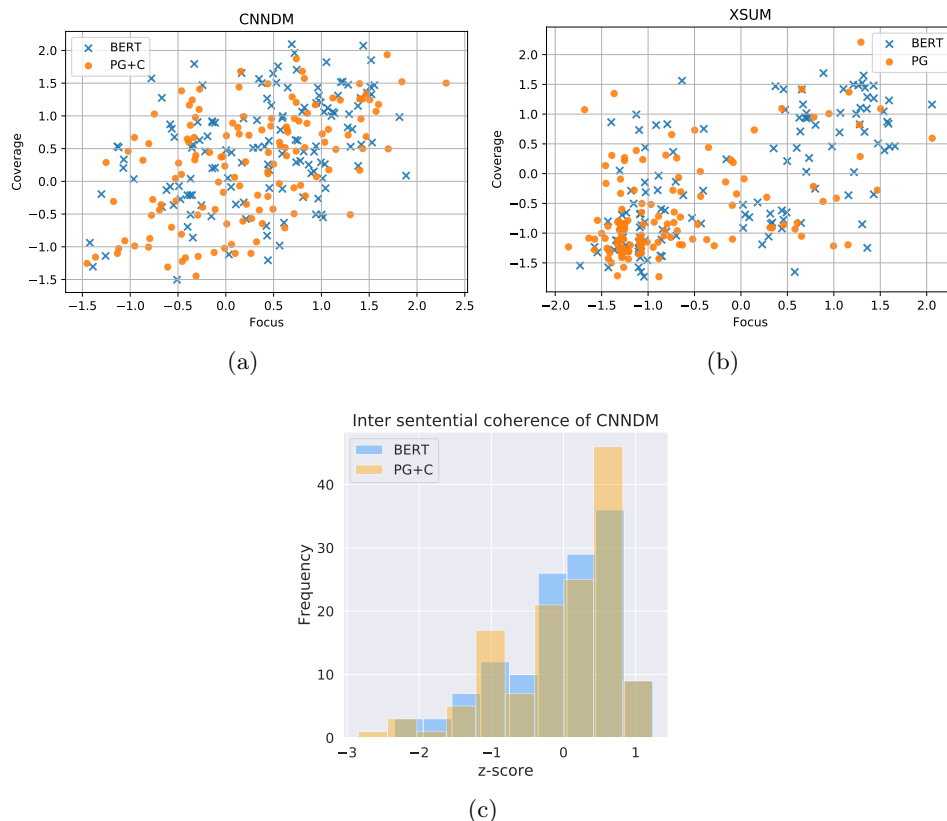 CNNDM
BERT
PG+C
2.0
1.5
1.0
0.5
0.0
−0.5
−1.0
−1.5
Coverage
−1.5 −1.0 −0.5 0.0 0.5 1.0 1.5 2.0 2.5
Focus
(a)
XSUM
BERT
PG
2.0
1.5
1.0
0.5
0.0
−0.5
−1.0
−1.5
Coverage
−2.0 −1.5 −1.0 −0.5 0.0 0.5 1.0 1.5 2.0
Focus
(b)
Inter sentential coherence of CNNDM
BERT
PG+C
40
30
20
10
0
Frequency
−3 −2 −1 0 1
z-score
(c)